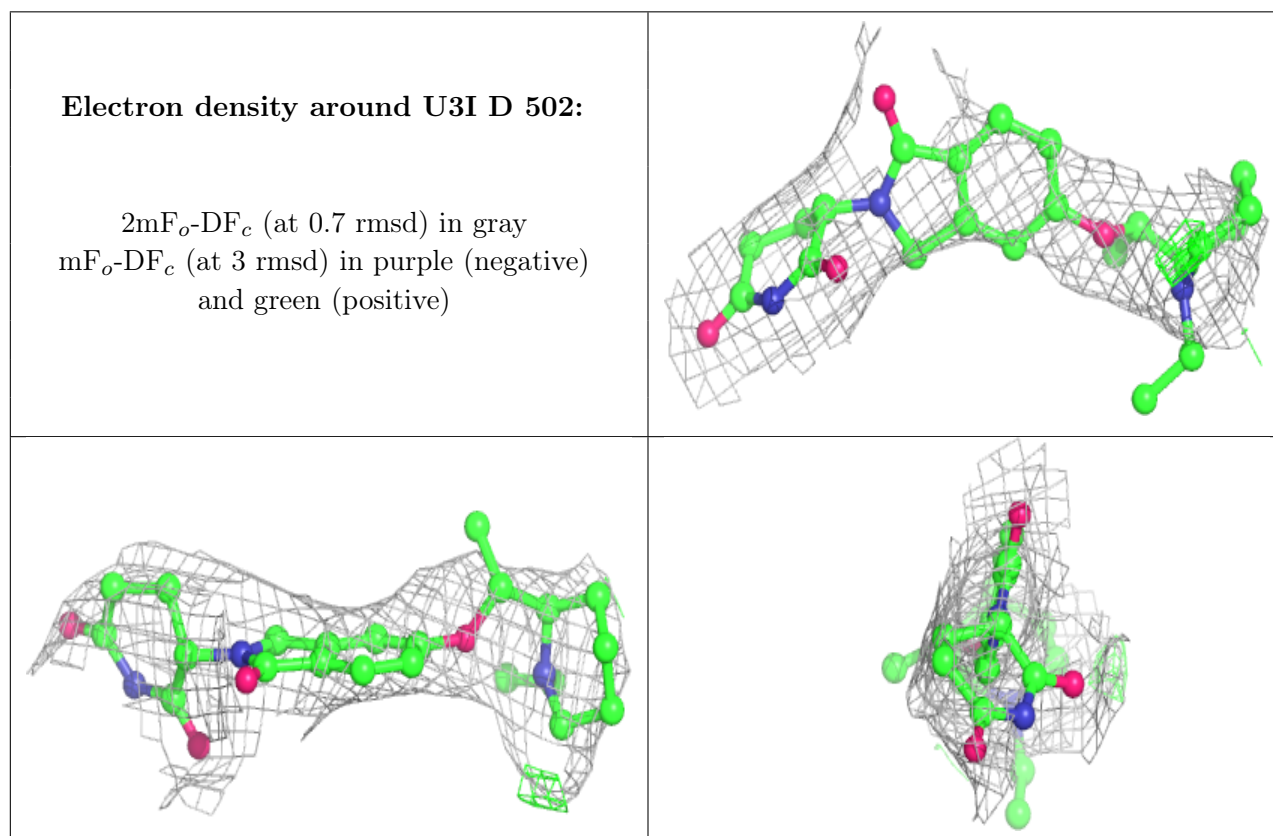 Electron density around U3I D 502:
2mFo-DFc (at 0.7 rmsd) in gray
mFo-DFc (at 3 rmsd) in purple (negative)
and green (positive)